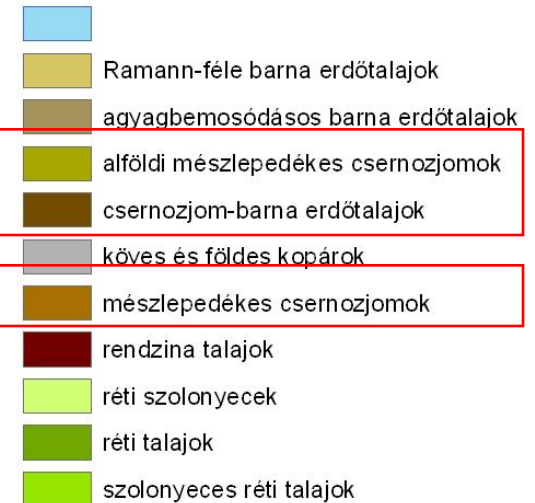 Ramann-féle barna erdőtalajok
agyagbemosódásos barna erdőtalajok
alföldi mészlepedékes csernozjomok
csernozjom-barna erdőtalajok
köves és földes kopárok
mészlepedékes csernozjomok
rendzina talajok
réti szolonyecek
réti talajok
szolonyeces réti talajok